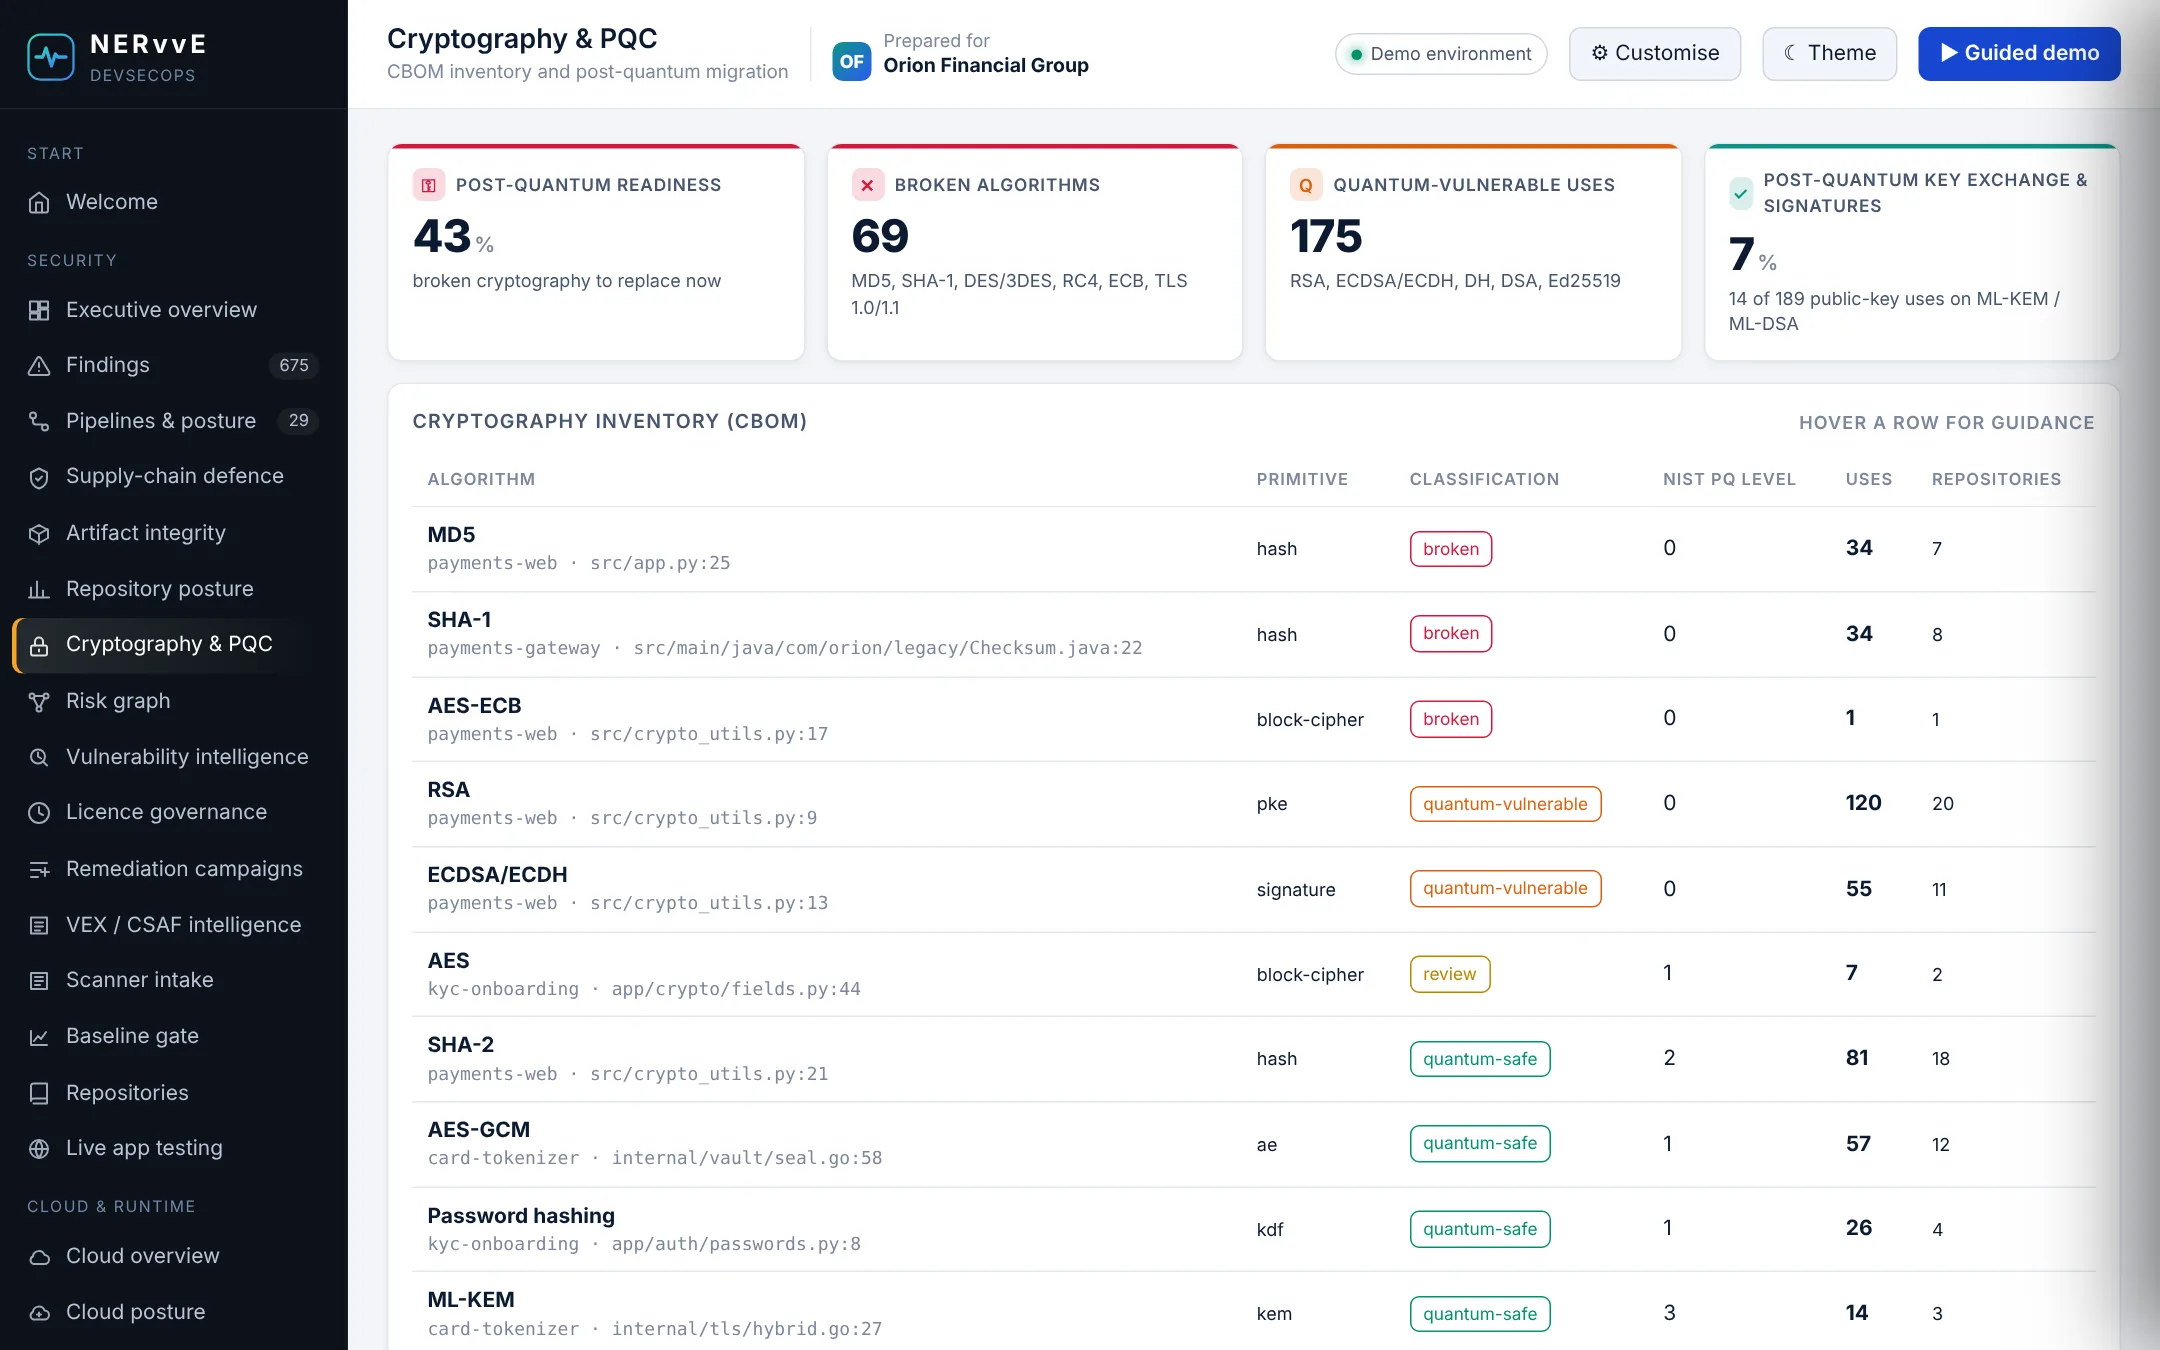 NERvvE
DEVSECOPS
START
Welcome
SECURITY
Executive overview
Findings 675
Pipelines & posture 29
Supply-chain defence
Artifact integrity
Repository posture
Cryptography & PQC
Risk graph
Vulnerability intelligence
Licence governance
Remediation campaigns
VEX / CSAF intelligence
Scanner intake
Baseline gate
Repositories
Live app testing
CLOUD & RUNTIME
Cloud overview
Cloud posture
Cryptography & PQC
CBOM inventory and post-quantum migration
OF
Prepared for
Orion Financial Group
Demo environment
Customise
Theme
Guided demo
POST-QUANTUM READINESS
43%
broken cryptography to replace now
BROKEN ALGORITHMS
69
MD5, SHA-1, DES/3DES, RC4, ECB, TLS
1.0/1.1
Q QUANTUM-VULNERABLE USES
175
RSA, ECDSA/ECDH, DH, DSA, Ed25519
POST-QUANTUM KEY EXCHANGE &
SIGNATURES
7%
14 of 189 public-key uses on ML-KEM /
ML-DSA
CRYPTOGRAPHY INVENTORY (CBOM)
HOVER A ROW FOR GUIDANCE
ALGORITHM PRIMITIVE CLASSIFICATION NIST PQ LEVEL USES REPOSITORIES
MD5
payments-web · src/app.py:25
hash broken 0 34 7
SHA-1
payments-gateway · src/main/java/com/orion/legacy/Checksum.java:22
hash broken 0 34 8
AES-ECB
payments-web · src/crypto_utils.py:17
block-cipher broken 0 1 1
RSA
payments-web · src/crypto_utils.py:9
pke quantum-vulnerable 0 120 20
ECDSA/ECDH
payments-web · src/crypto_utils.py:13
signature quantum-vulnerable 0 55 11
AES
kyc-onboarding · app/crypto/fields.py:44
block-cipher review 1 7 2
SHA-2
payments-web · src/crypto_utils.py:21
hash quantum-safe 2 81 18
AES-GCM
card-tokenizer · internal/vault/seal.go:58
ae quantum-safe 1 57 12
Password hashing
kyc-onboarding · app/auth/passwords.py:8
kdf quantum-safe 1 26 4
ML-KEM
card-tokenizer · internal/tls/hybrid.go:27
kem quantum-safe 3 14 3